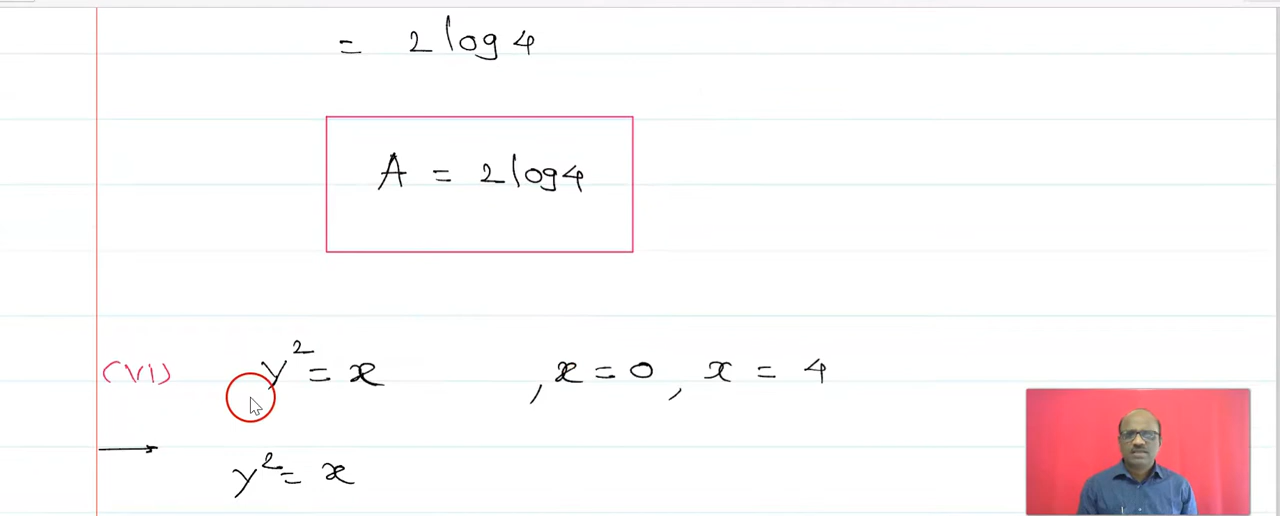 = 2 log 4
A = 2 log 4
(vi) y² = x , x = 0 , x = 4
y² = x